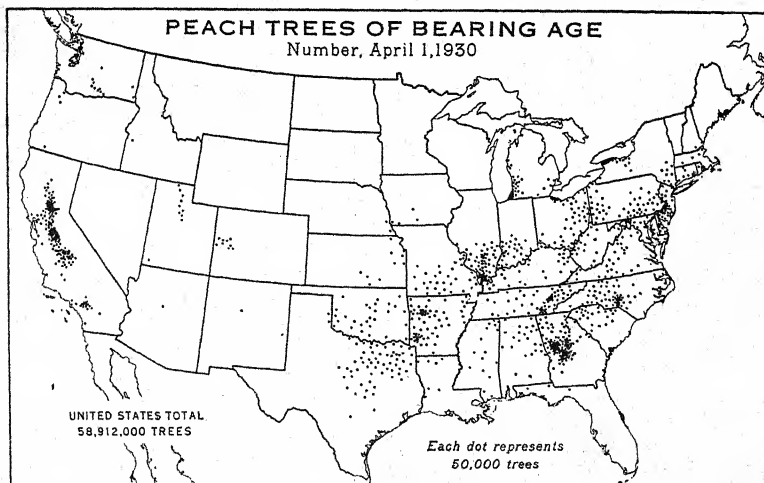 PEACH TREES OF BEARING AGE
Number, April 1,1930
UNITED STATES TOTAL
58,912,000 TREES
Each dot represents
50,000 trees